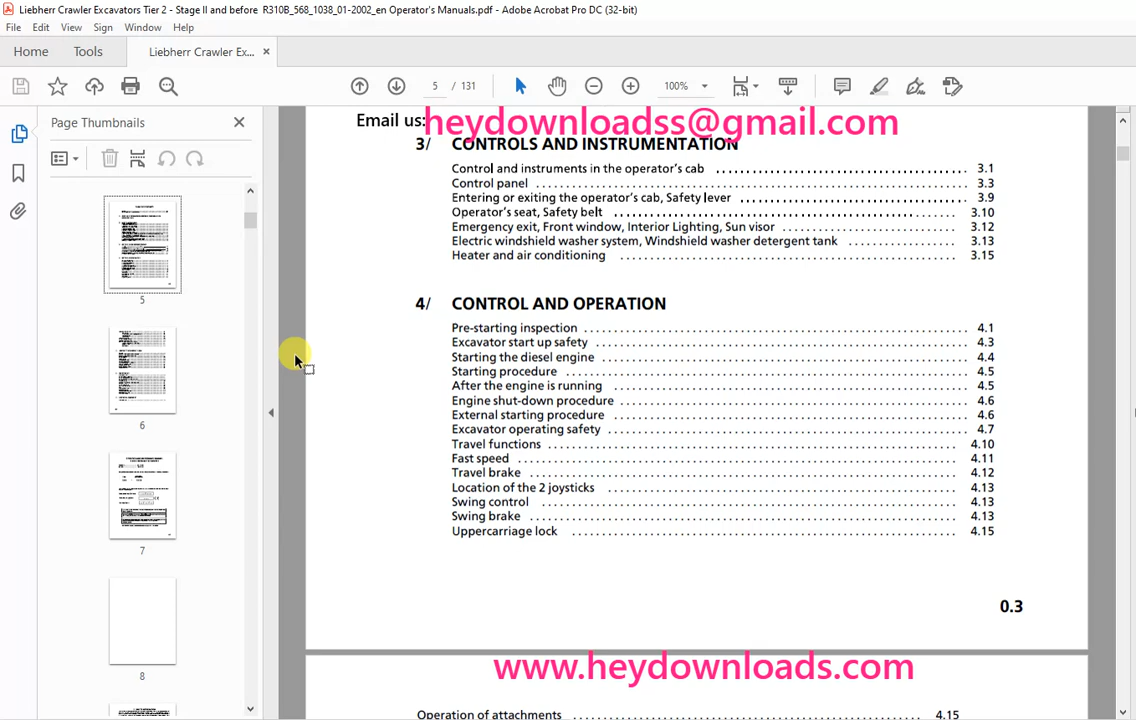 Liebherr Crawler Excavators Tier 2 - Stage II and before R310B_568_1038_01-2002_en Operator's Manuals.pdf - Adobe Acrobat Pro DC (32-bit)
File Edit View Sign Window Help
Home Tools Liebherr Crawler Ex... ×
5 / 131 100%
Page Thumbnails
5
6
7
8
Email us: heydownloadss@gmail.com
3/ CONTROLS AND INSTRUMENTATION
Control and instruments in the operator's cab 3.1
Control panel 3.3
Entering or exiting the operator's cab, Safety lever 3.9
Operator's seat, Safety belt 3.10
Emergency exit, Front window, Interior Lighting, Sun visor 3.12
Electric windshield washer system, Windshield washer detergent tank 3.13
Heater and air conditioning 3.15
4/ CONTROL AND OPERATION
Pre-starting inspection 4.1
Excavator start up safety 4.3
Starting the diesel engine 4.4
Starting procedure 4.5
After the engine is running 4.5
Engine shut-down procedure 4.6
External starting procedure 4.6
Excavator operating safety 4.7
Travel functions 4.10
Fast speed 4.11
Travel brake 4.12
Location of the 2 joysticks 4.13
Swing control 4.13
Swing brake 4.13
Uppercarriage lock 4.15
0.3
www.heydownloads.com
Operation of attachments 4.15